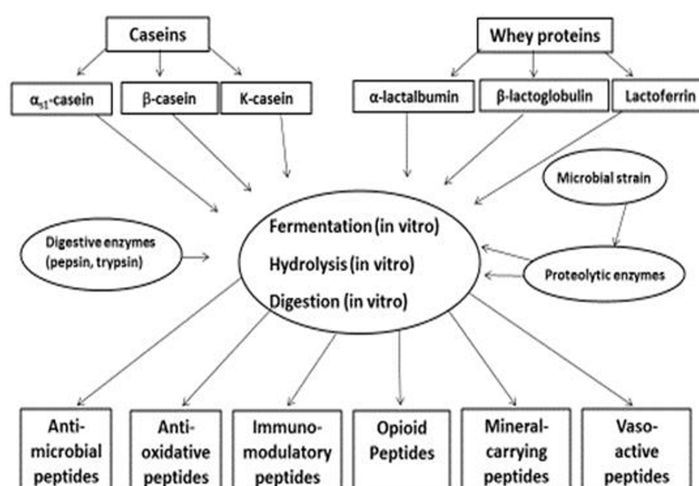 Caseins
Whey proteins
αs1-casein
β-casein
K-casein
α-lactalbumin
β-lactoglobulin
Lactoferrin
Microbial strain
Fermentation (in vitro)
Digestive enzymes
(pepsin, trypsin)
Hydrolysis (in vitro)
Proteolytic enzymes
Digestion (in vitro)
Anti-
microbial
peptides
Anti-
oxidative
peptides
Immuno-
modulatory
peptides
Opioid
Peptides
Mineral-
carrying
peptides
Vaso-
active
peptides